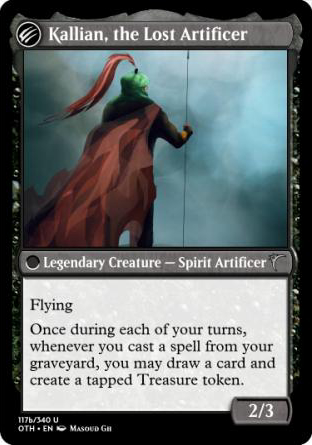 Kallian, the Lost Artificer
Legendary Creature — Spirit Artificer
Flying
Once during each of your turns,
whenever you cast a spell from your
graveyard, you may draw a card and
create a tapped Treasure token.
117b/340 U
OTH • EN Masoud Gh
2/3